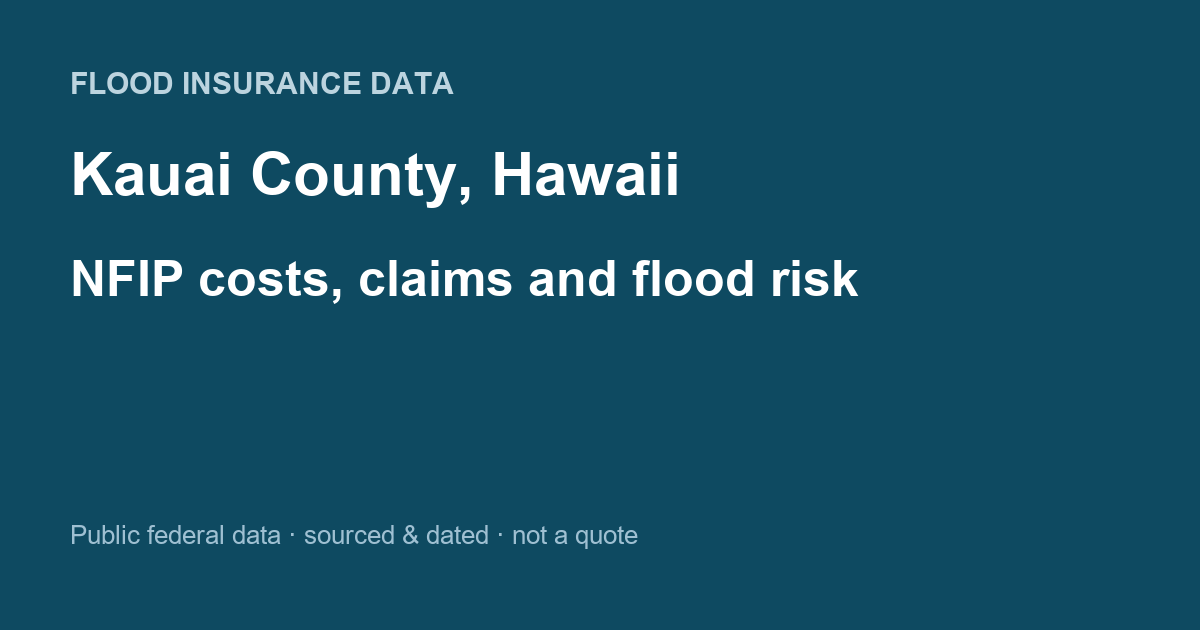 FLOOD INSURANCE DATA
Kauai County, Hawaii
NFIP costs, claims and flood risk
Public federal data · sourced & dated · not a quote